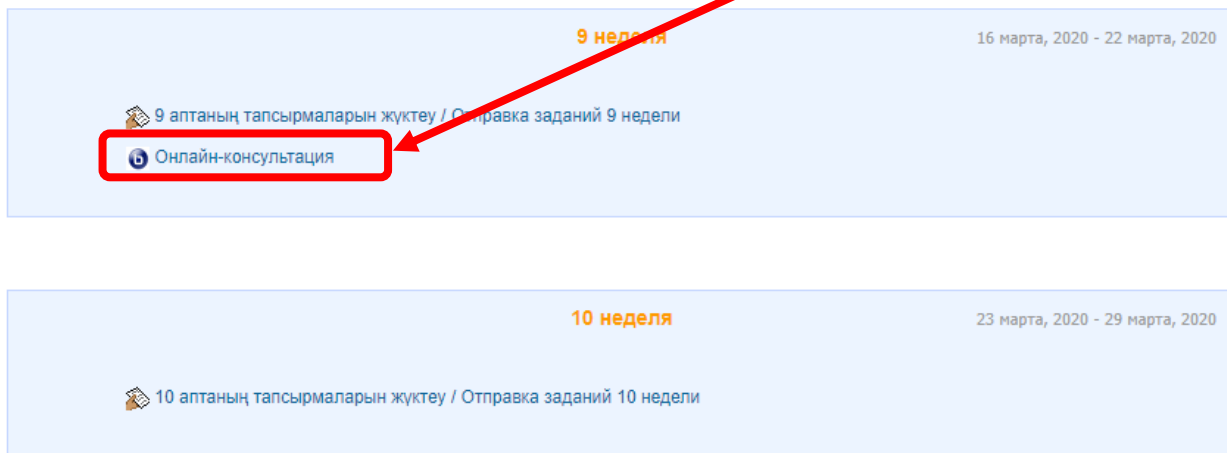 9 неделя
16 марта, 2020 - 22 марта, 2020
9 аптаның тапсырмаларын жүктеу / Отправка заданий 9 недели
Онлайн-консультация
10 неделя
23 марта, 2020 - 29 марта, 2020
10 аптаның тапсырмаларын жүктеу / Отправка заданий 10 недели